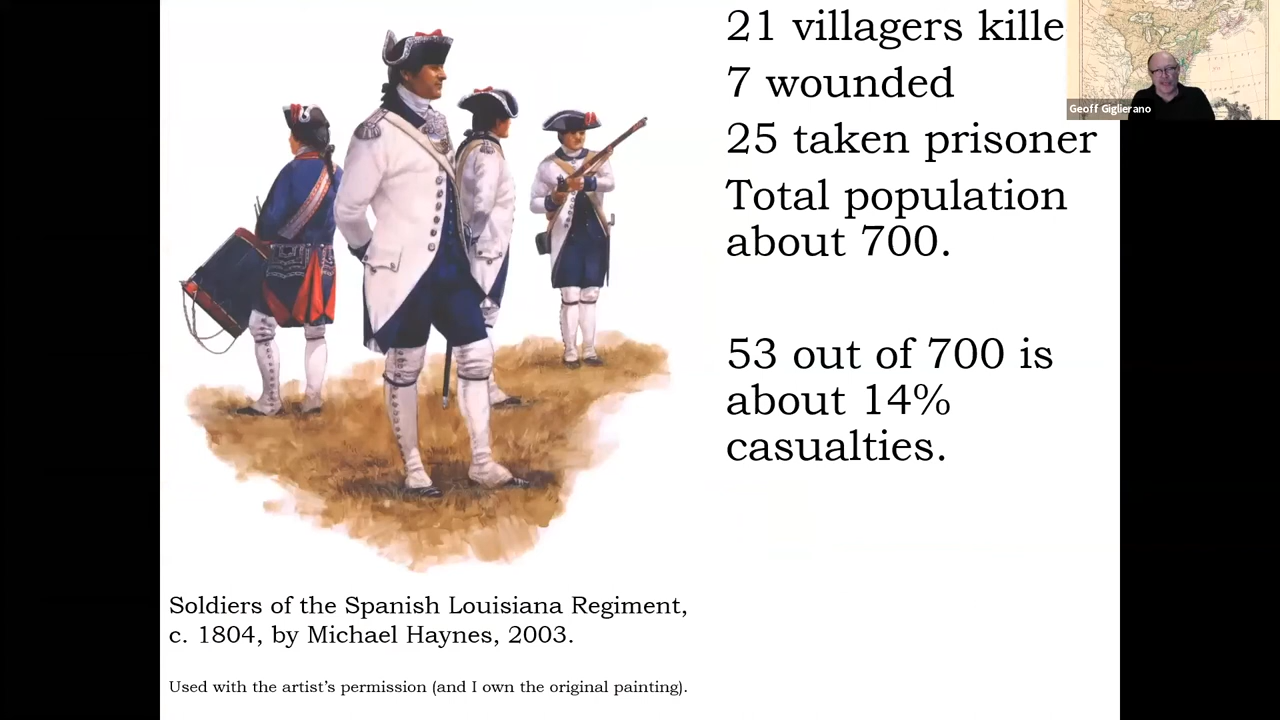 21 villagers kille
7 wounded
25 taken prisoner
Total population
about 700.
53 out of 700 is
about 14%
casualties.
Geoff Giglierano
Soldiers of the Spanish Louisiana Regiment,
c. 1804, by Michael Haynes, 2003.
Used with the artist's permission (and I own the original painting).